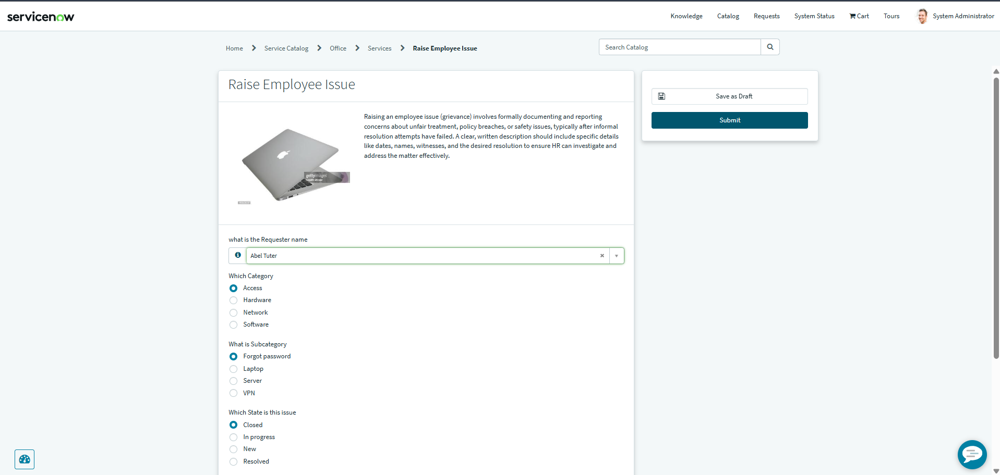 servicenow
Knowledge
Catalog
Requests
System Status
Cart
Tours
System Administrator
Home
Service Catalog
Office
Services
Raise Employee Issue
Search Catalog
Raise Employee Issue
Raising an employee issue (grievance) involves formally documenting and reporting
concerns about unfair treatment, policy breaches, or safety issues, typically after informal
resolution attempts have failed. A clear, written description should include specific details
like dates, names, witnesses, and the desired resolution to ensure HR can investigate and
address the matter effectively.
gettyimages
Save as Draft
Submit
what is the Requester name
Abel Tuter
Which Category
Access
Hardware
Network
Software
What is Subcategory
Forgot password
Laptop
Server
VPN
Which State is this issue
Closed
In progress
New
Resolved